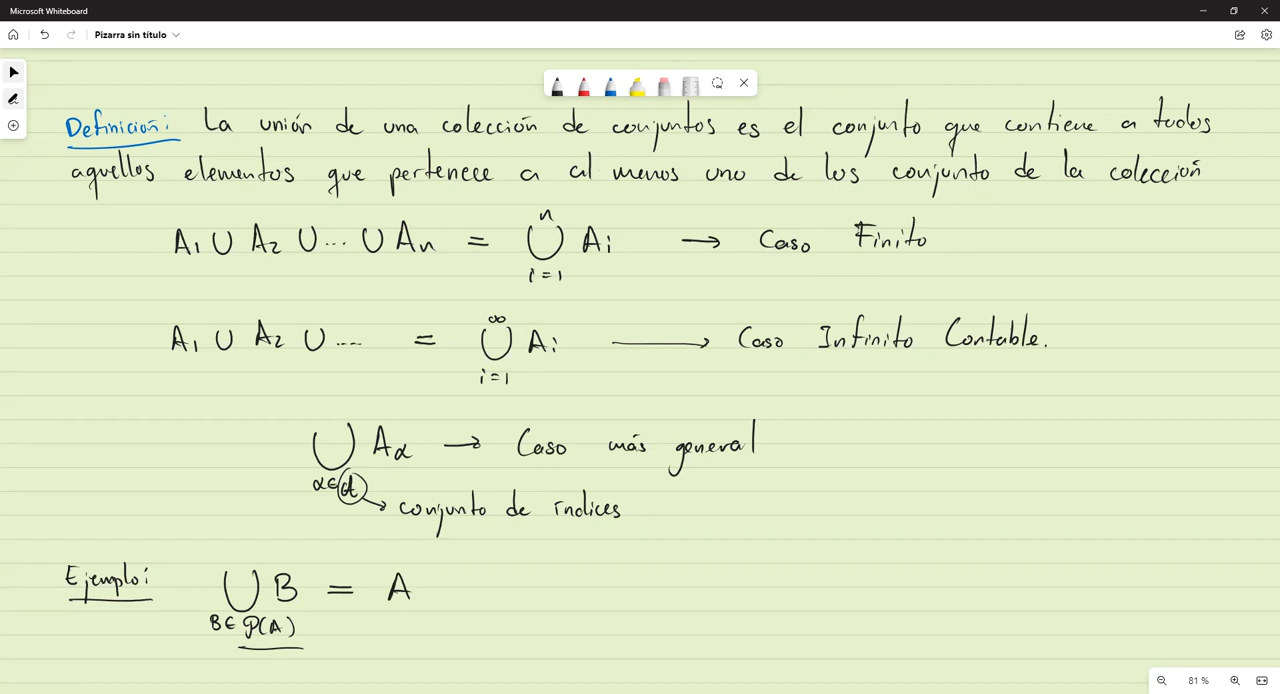 Microsoft Whiteboard
Pizarra sin título
Definición: La unión de una colección de conjuntos es el conjunto que contiene a todos
aquellos elementos que pertenece a al menos uno de los conjunto de la colección
A₁ ∪ A₂ ∪ ... ∪ Aₙ = ⋃ᵢ₌₁ⁿ Aᵢ → Caso Finito
A₁ ∪ A₂ ∪ .... = ⋃ᵢ₌₁^∞ Aᵢ → Caso Infinito Contable.
⋃_{α∈𝒜} A_α → Caso más general
→ conjunto de índices
Ejemplo: ⋃_{B∈𝒫(A)} B = A
81 %